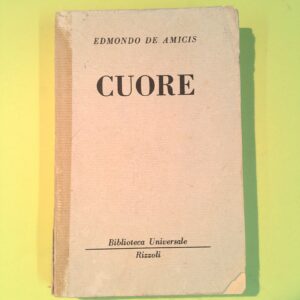 EDMONDO DE AMICIS
CUORE
Biblioteca Universale
Rizzoli